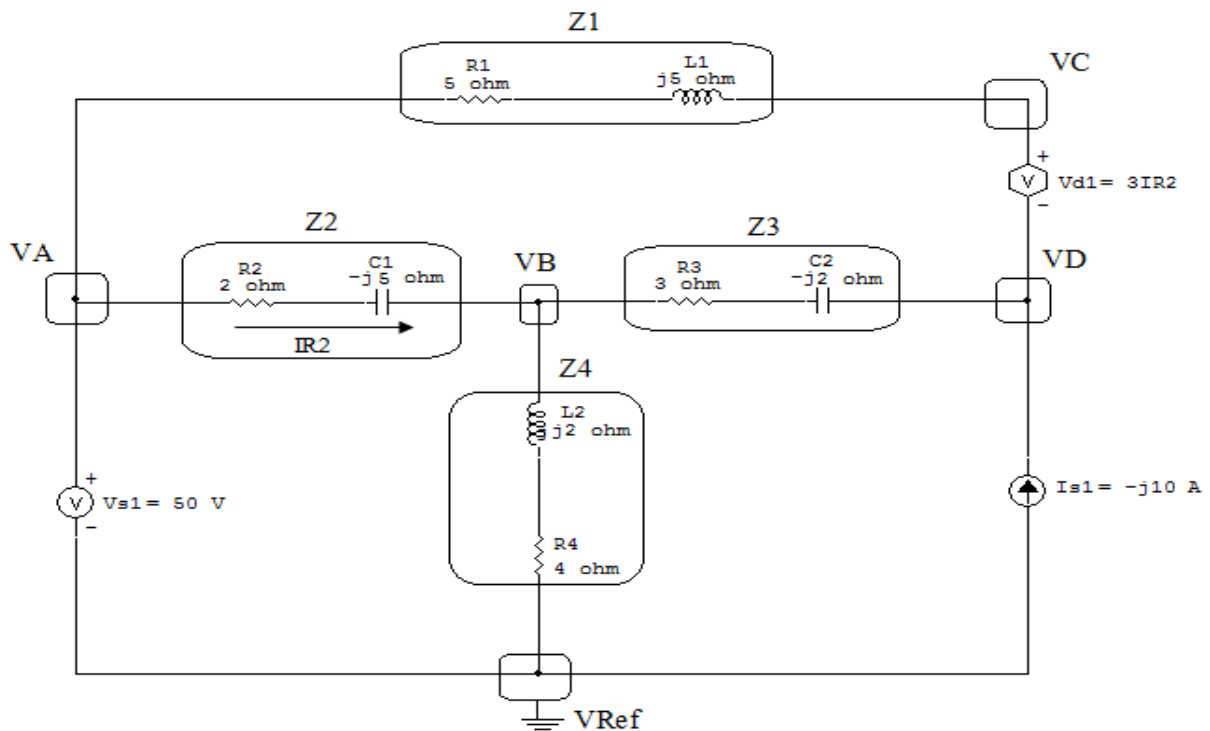 Z1
R1
5 ohm
L1
j5 ohm
VC
+
V
Vd1= 3IR2
−
Z2
Z3
VA
R2
2 ohm
C1
-j5 ohm
VB
R3
3 ohm
C2
-j2 ohm
VD
IR2
Z4
L2
j2 ohm
+
V
Vs1= 50 V
−
Is1= -j10 A
R4
4 ohm
VRef